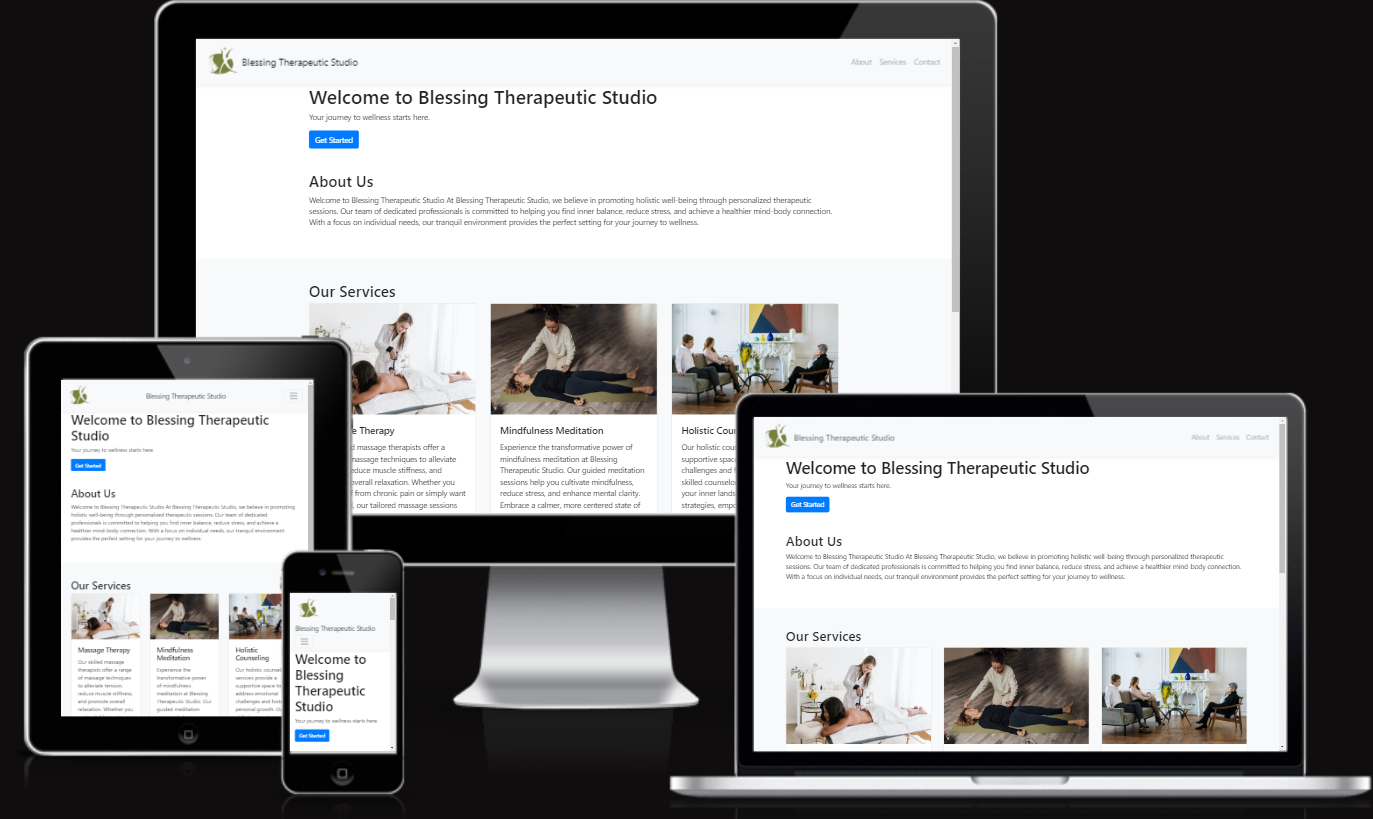 Blessing Therapeutic Studio
About Services Contact
Welcome to Blessing Therapeutic Studio
Your journey to wellness starts here.
Get Started
About Us
Welcome to Blessing Therapeutic Studio At Blessing Therapeutic Studio, we believe in promoting holistic well-being through personalized therapeutic
sessions. Our team of dedicated professionals is committed to helping you find inner balance, reduce stress, and achieve a healthier mind-body connection.
With a focus on individual needs, our tranquil environment provides the perfect setting for your journey to wellness.
Our Services
Therapy
massage therapists offer a
massage techniques to alleviate
reduce muscle stiffness, and
overall relaxation. Whether you
from chronic pain or simply want
our tailored massage sessions
Mindfulness Meditation
Experience the transformative power of
mindfulness meditation at Blessing
Therapeutic Studio. Our guided meditation
sessions help you cultivate mindfulness,
reduce stress, and enhance mental clarity.
Embrace a calmer, more centered state of
Holistic Cou
Our holistic cou
supportive space
challenges and f
skilled counselo
your inner lands
strategies, empo
Blessing Therapeutic Studio
Welcome to Blessing Therapeutic
Studio
Your journey to wellness starts here.
Get Started
About Us
Welcome to Blessing Therapeutic Studio At Blessing Therapeutic Studio, we believe in promoting
holistic well-being through personalized therapeutic sessions. Our team of dedicated
professionals is committed to helping you find inner balance, reduce stress, and achieve a
healthier mind-body connection. With a focus on individual needs, our tranquil environment
provides the perfect setting for your journey to wellness.
Our Services
Massage Therapy
Our skilled massage
therapists offer a range
of massage techniques
to alleviate tension,
reduce muscle stiffness,
and promote overall
relaxation. Whether you
Mindfulness
Meditation
Experience the
transformative power
of mindfulness
meditation at Blessing
Therapeutic Studio. Our
guided meditation
Holistic
Counseling
Our holistic counsel
services provide a
supportive space to
address emotional
challenges and fost
personal growth. Ou
Blessing Therapeutic Studio
Welcome to
Blessing
Therapeutic
Studio
Your journey to wellness starts here.
Get Started
Blessing Therapeutic Studio
About Services Contact
Welcome to Blessing Therapeutic Studio
Your journey to wellness starts here.
Get Started
About Us
Welcome to Blessing Therapeutic Studio At Blessing Therapeutic Studio, we believe in promoting holistic well-being through personalized therapeutic
sessions. Our team of dedicated professionals is committed to helping you find inner balance, reduce stress, and achieve a healthier mind-body connection.
With a focus on individual needs, our tranquil environment provides the perfect setting for your journey to wellness.
Our Services